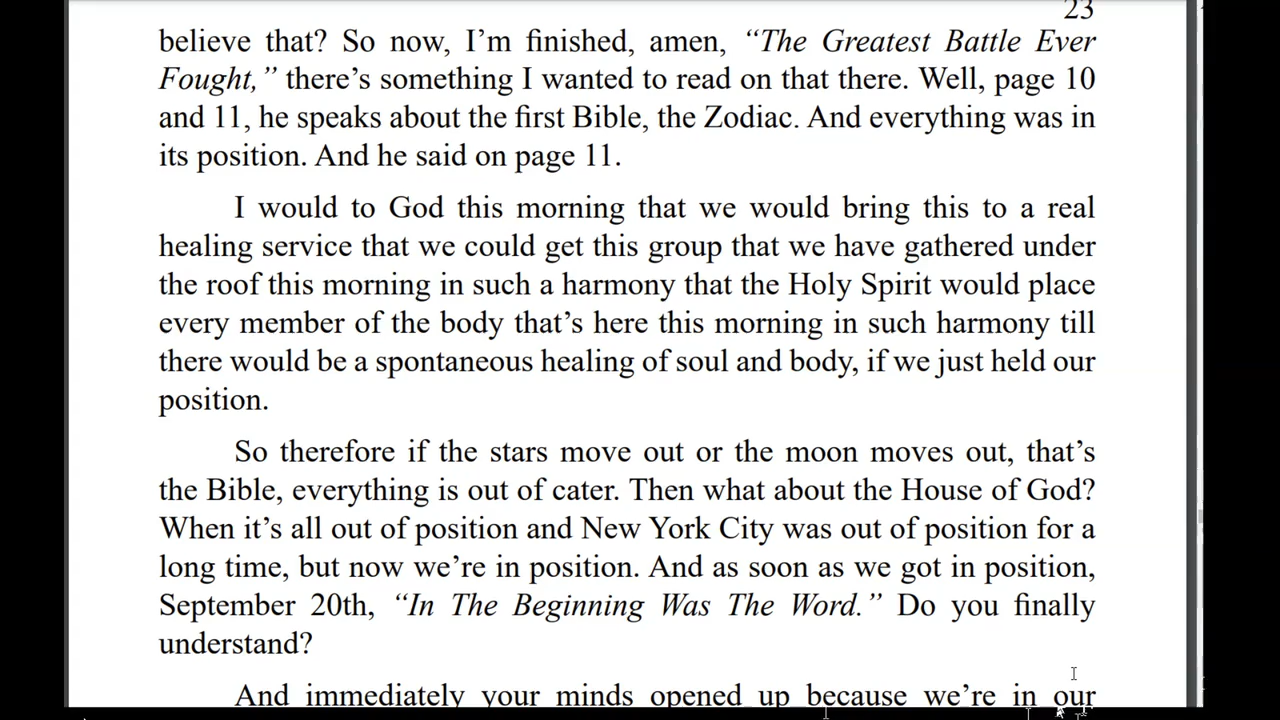 23
believe that? So now, I’m finished, amen, “The Greatest Battle Ever
Fought,” there’s something I wanted to read on that there. Well, page 10
and 11, he speaks about the first Bible, the Zodiac. And everything was in
its position. And he said on page 11.
I would to God this morning that we would bring this to a real
healing service that we could get this group that we have gathered under
the roof this morning in such a harmony that the Holy Spirit would place
every member of the body that’s here this morning in such harmony till
there would be a spontaneous healing of soul and body, if we just held our
position.
So therefore if the stars move out or the moon moves out, that’s
the Bible, everything is out of cater. Then what about the House of God?
When it’s all out of position and New York City was out of position for a
long time, but now we’re in position. And as soon as we got in position,
September 20th, “In The Beginning Was The Word.” Do you finally
understand?
And immediately your minds opened up because we’re in our